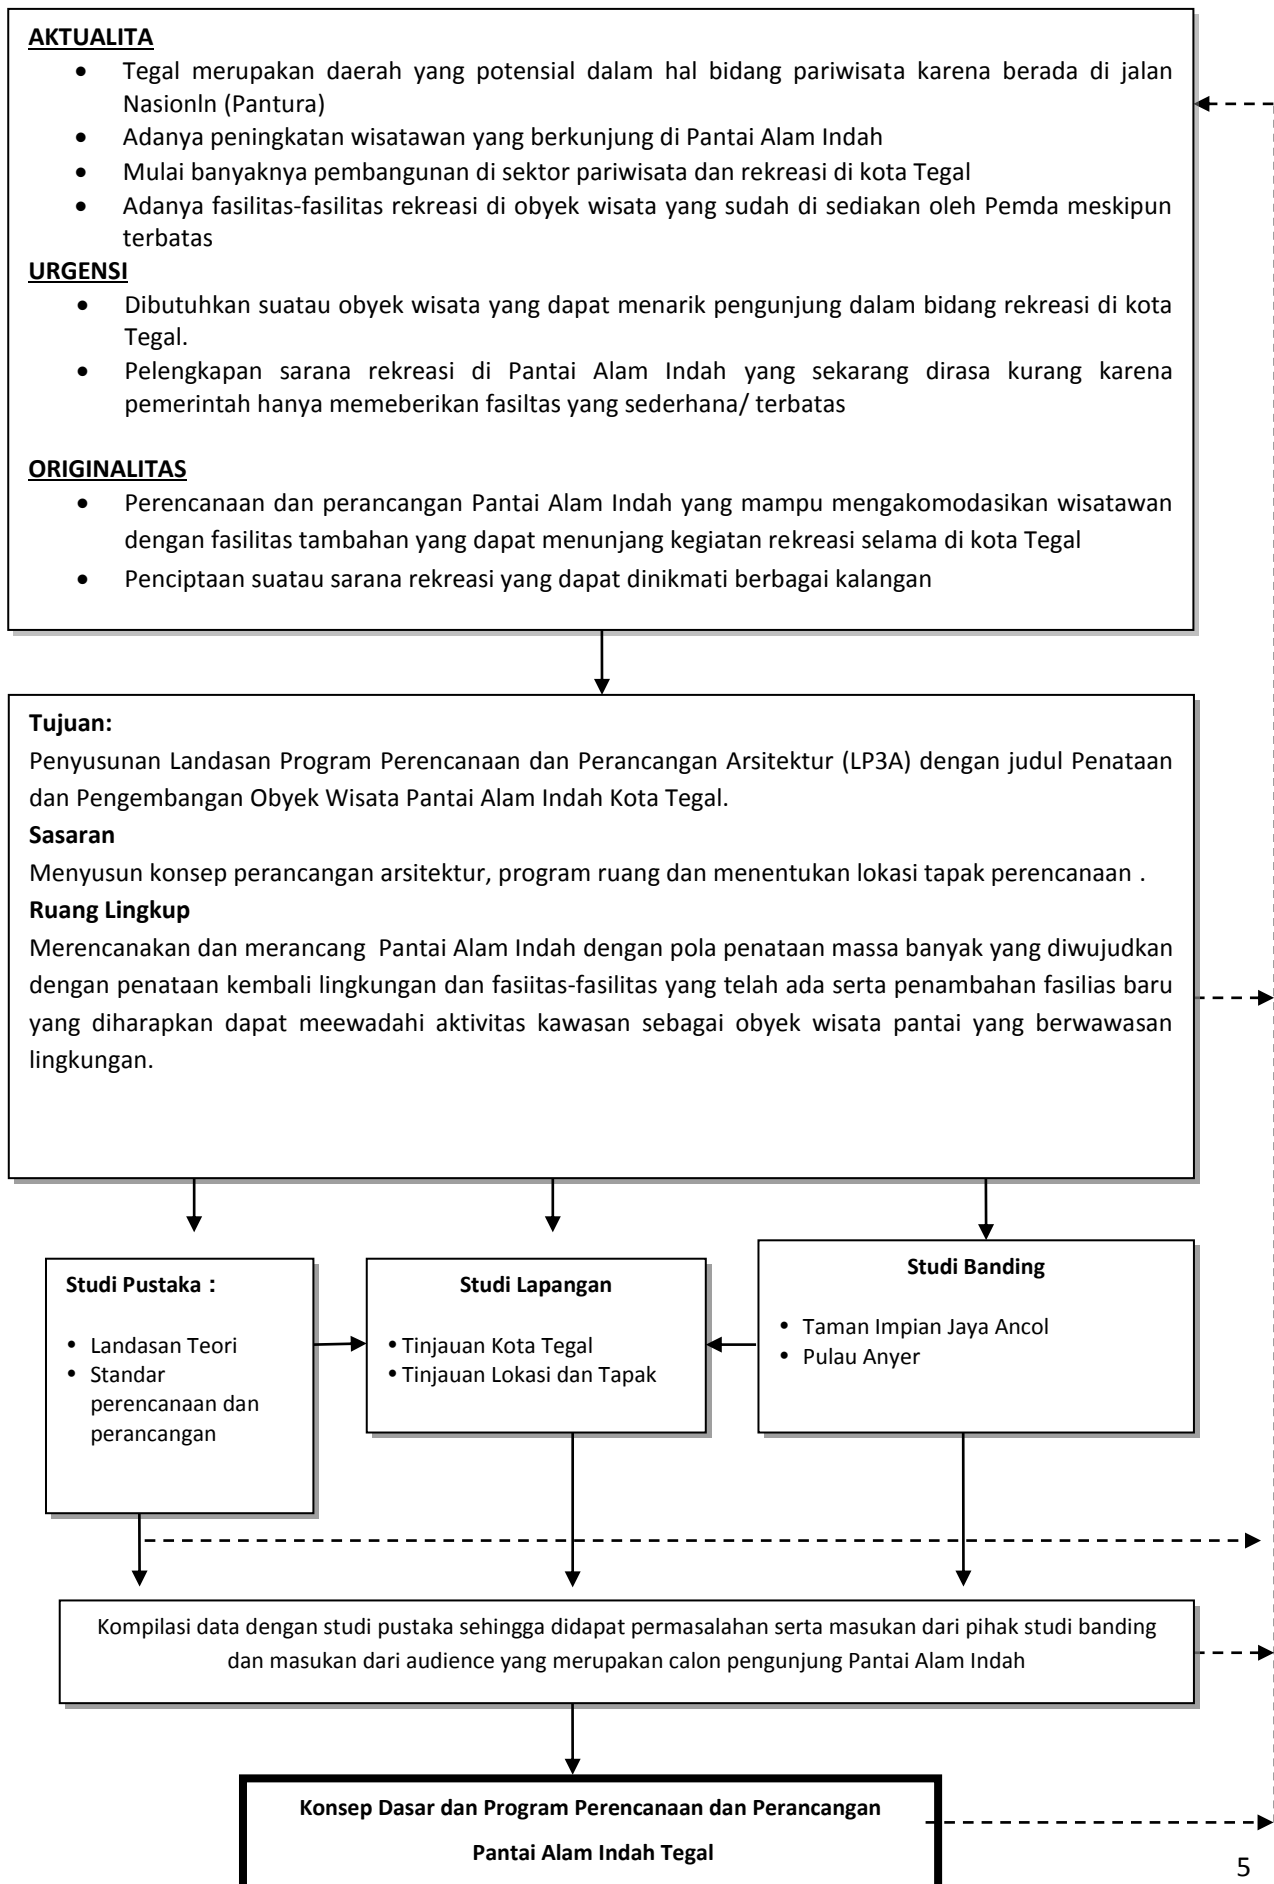 AKTUALITA
• Tegal merupakan daerah yang potensial dalam hal bidang pariwisata karena berada di jalan
Nasionln (Pantura)
• Adanya peningkatan wisatawan yang berkunjung di Pantai Alam Indah
• Mulai banyaknya pembangunan di sektor pariwisata dan rekreasi di kota Tegal
• Adanya fasilitas-fasilitas rekreasi di obyek wisata yang sudah di sediakan oleh Pemda meskipun
terbatas
URGENSI
• Dibutuhkan suatau obyek wisata yang dapat menarik pengunjung dalam bidang rekreasi di kota
Tegal.
• Pelengkapan sarana rekreasi di Pantai Alam Indah yang sekarang dirasa kurang karena
pemerintah hanya memeberikan fasiltas yang sederhana/ terbatas
ORIGINALITAS
• Perencanaan dan perancangan Pantai Alam Indah yang mampu mengakomodasikan wisatawan
dengan fasilitas tambahan yang dapat menunjang kegiatan rekreasi selama di kota Tegal
• Penciptaan suatau sarana rekreasi yang dapat dinikmati berbagai kalangan
Tujuan:
Penyusunan Landasan Program Perencanaan dan Perancangan Arsitektur (LP3A) dengan judul Penataan
dan Pengembangan Obyek Wisata Pantai Alam Indah Kota Tegal.
Sasaran
Menyusun konsep perancangan arsitektur, program ruang dan menentukan lokasi tapak perencanaan .
Ruang Lingkup
Merencanakan dan merancang Pantai Alam Indah dengan pola penataan massa banyak yang diwujudkan
dengan penataan kembali lingkungan dan fasiitas-fasilitas yang telah ada serta penambahan fasilias baru
yang diharapkan dapat meewadahi aktivitas kawasan sebagai obyek wisata pantai yang berwawasan
lingkungan.
Studi Pustaka :
• Landasan Teori
• Standar
perencanaan dan
perancangan
Studi Lapangan
• Tinjauan Kota Tegal
• Tinjauan Lokasi dan Tapak
Studi Banding
• Taman Impian Jaya Ancol
• Pulau Anyer
Kompilasi data dengan studi pustaka sehingga didapat permasalahan serta masukan dari pihak studi banding
dan masukan dari audience yang merupakan calon pengunjung Pantai Alam Indah
Konsep Dasar dan Program Perencanaan dan Perancangan
Pantai Alam Indah Tegal
5